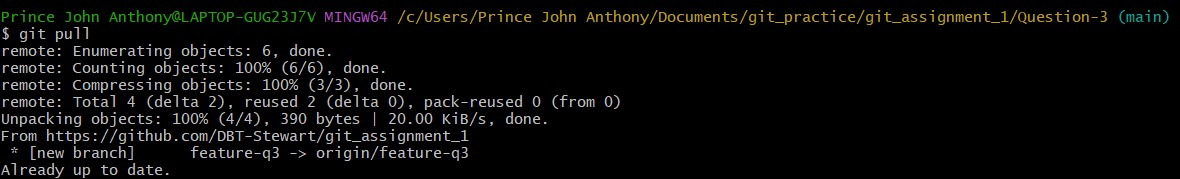 Prince John Anthony@LAPTOP-GUG23J7V MINGW64 /c/Users/Prince John Anthony/Documents/git_practice/git_assignment_1/Question-3 (main)
$ git pull
remote: Enumerating objects: 6, done.
remote: Counting objects: 100% (6/6), done.
remote: Compressing objects: 100% (3/3), done.
remote: Total 4 (delta 2), reused 2 (delta 0), pack-reused 0 (from 0)
Unpacking objects: 100% (4/4), 390 bytes | 20.00 KiB/s, done.
From https://github.com/DBT-Stewart/git_assignment_1
 * [new branch]      feature-q3 -> origin/feature-q3
Already up to date.